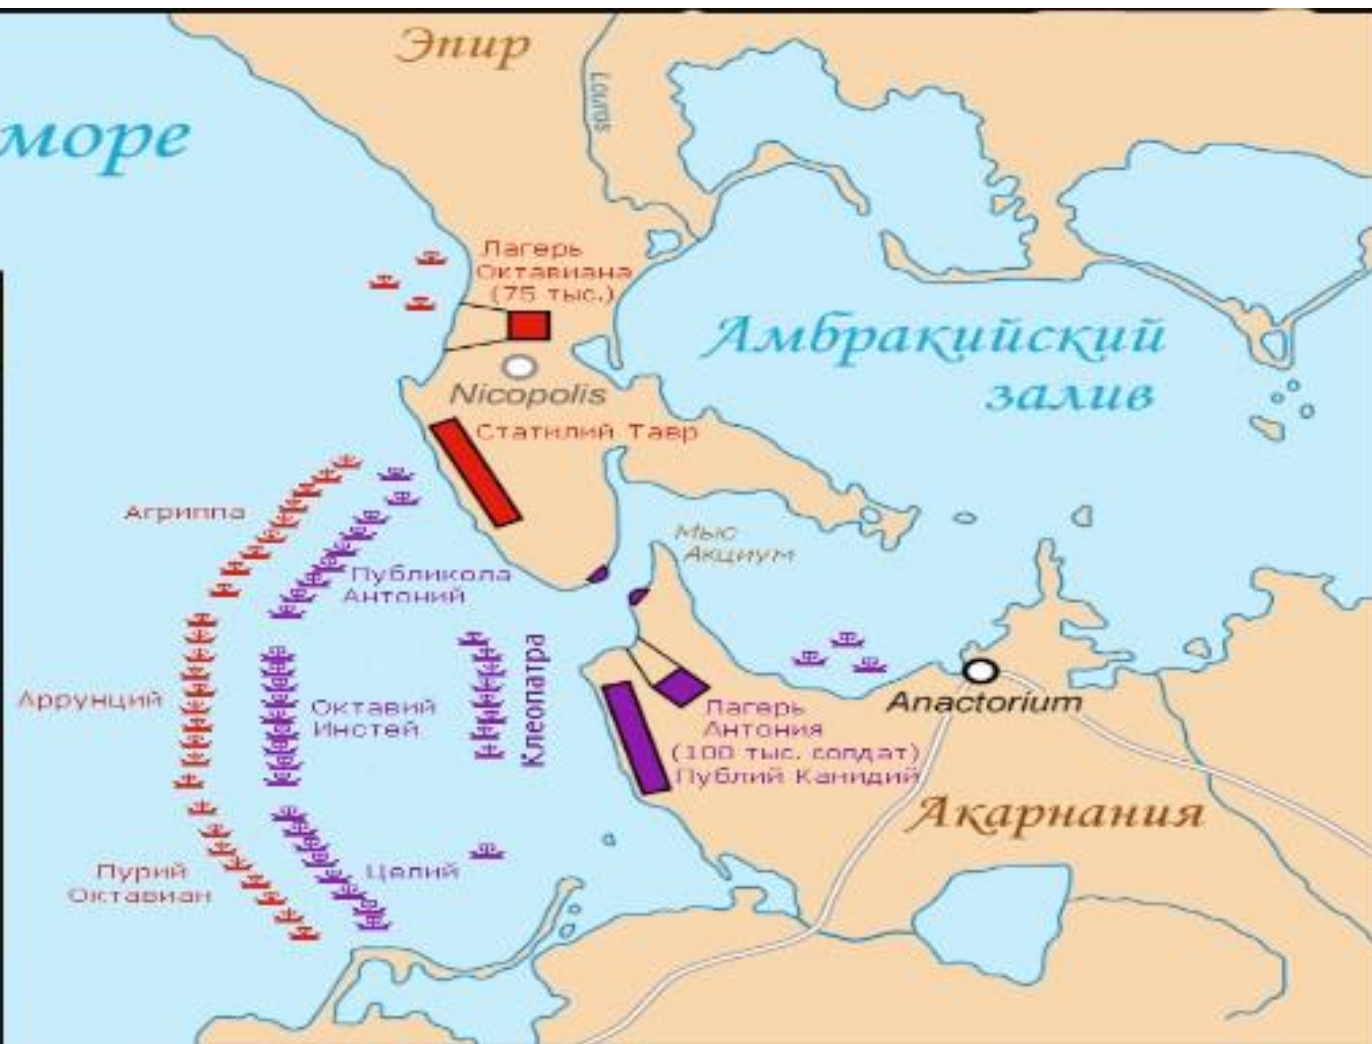 Эпир
Louros
море
Лагерь
Октавиана
(75 тыс.)
Амбракийский
залив
Nicopolis
Статилий Тавр
Агриппа
Мыс
Акциум
Публикола
Антоний
Клеопатра
Аррунций
Октавий
Инстей
Anactorium
Лагерь
Антония
(100 тыс. солдат)
Публий Канидий
Акарнания
Лурий
Октавиан
Целий